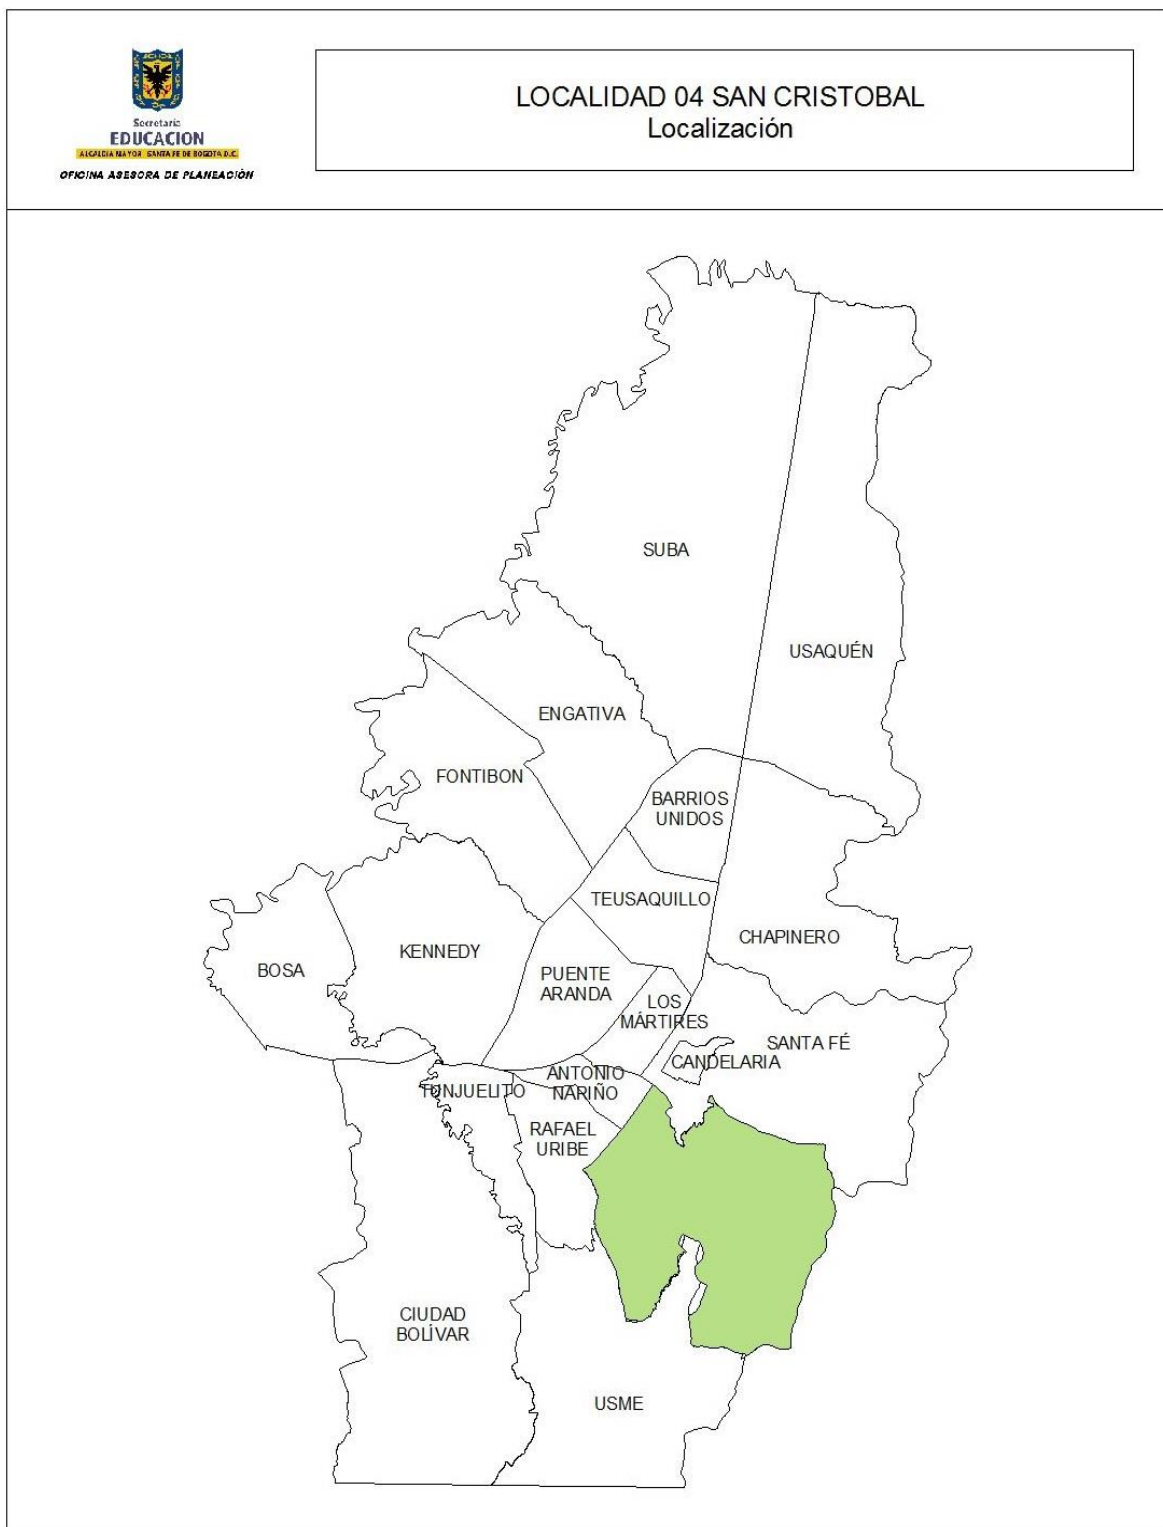 LOCALIDAD 04 SAN CRISTOBAL
Localización
Secretaría
EDUCACION
ALCALDIA MAYOR SANTA FE DE BOGOTA D.C.
OFICINA ASESORA DE PLANEACIÓN
SUBA
USAQUÉN
ENGATIVA
FONTIBON
BARRIOS
UNIDOS
TEUSAQUILLO
CHAPINERO
KENNEDY
BOSA
PUENTE
ARANDA
LOS
MÁRTIRES
SANTA FÉ
CANDELARIA
ANTONIO
NARIÑO
TUNJUELITO
RAFAEL
URIBE
CIUDAD
BOLÍVAR
USME